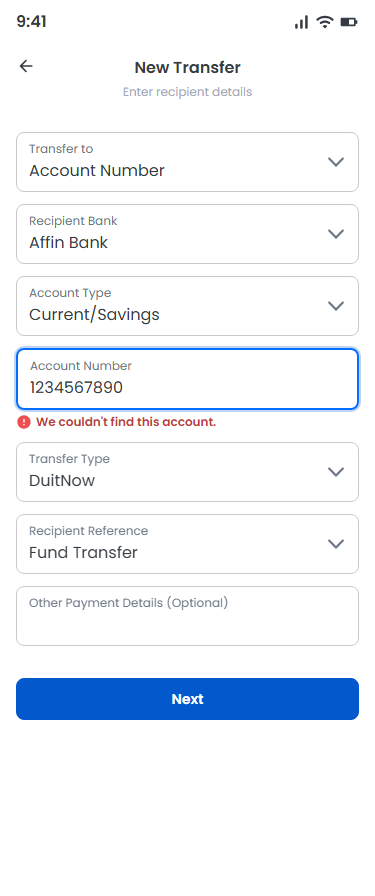 9:41
New Transfer
Enter recipient details
Transfer to
Account Number
Recipient Bank
Affin Bank
Account Type
Current/Savings
Account Number
1234567890
We couldn't find this account.
Transfer Type
DuitNow
Recipient Reference
Fund Transfer
Other Payment Details (Optional)
Next